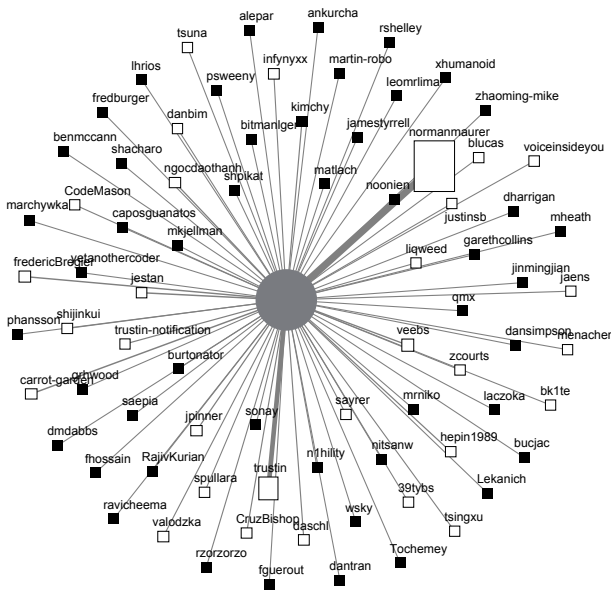 alepar
ankurcha
tsuna
rshelley
infynyxx
martin-robo
lhrios
psweeny
leomrlima
xhumanoid
fredburger
danbim
kimchy
zhaoming-mike
bitmanlger
jamestyrrell
normanmaurer
benmccann
shacharo
blucas
voiceinsideyou
ngocdaothanh
shpikat
matlach
CodeMason
noonien
marchywka
caposguanatos
justinsb
dharrigan
mheath
mkjellman
liqweed
garethcollins
fredericBregier
yetanothercoder
jestan
jinmingjian
jaens
phansson
shijinkui
trustin-notification
qmx
veebs
dansimpson
menacher
burtonator
zcourts
carrot-garden
qrhwood
mrniko
laczoka
bk1te
dmdabbs
saepia
jpinner
sonay
sayrer
hepin1989
bucjac
fhossain
RajivKurian
n1hility
nitsanw
spullara
trustin
Lekanich
39tybs
ravicheema
valodzka
CruzBishop
daschl
wsky
tsingxu
rzorzorzo
Tochemey
fguerout
dantran